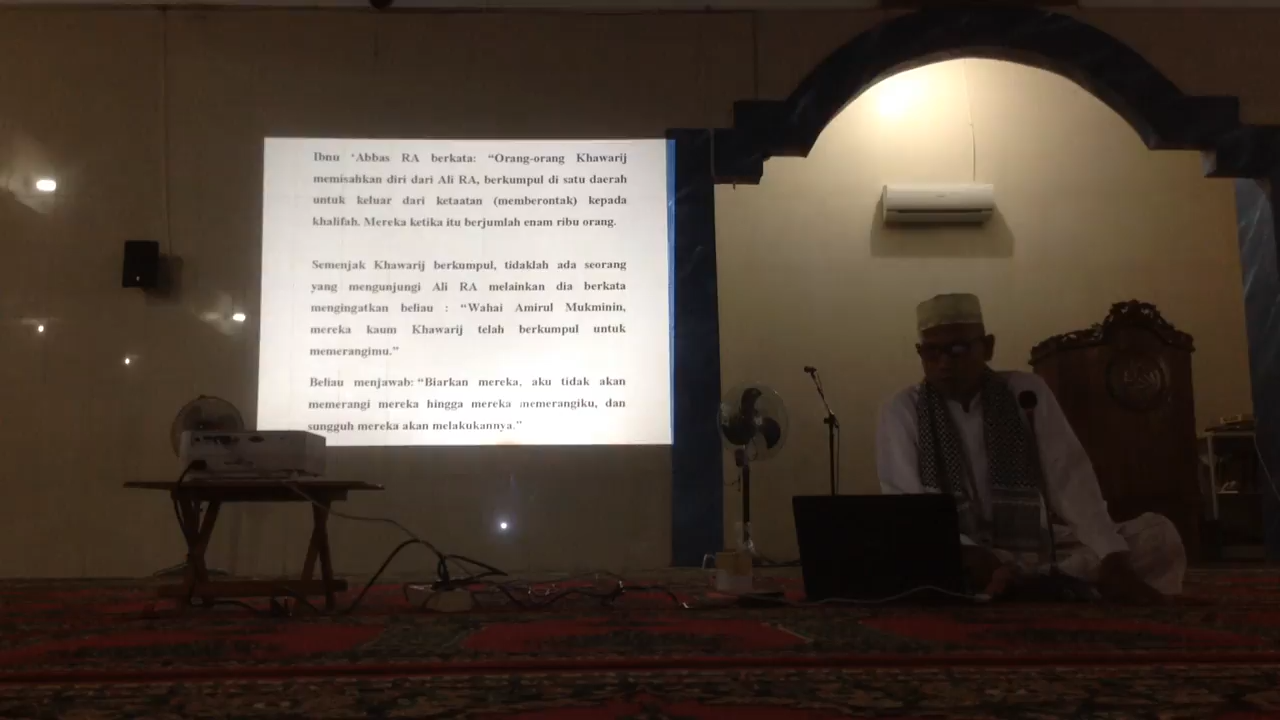 Ibnu ‘Abbas RA berkata: “Orang-orang Khawarij
memisahkan diri dari Ali RA, berkumpul di satu daerah
untuk keluar dari ketaatan (memberontak) kepada
khalifah. Mereka ketika itu berjumlah enam ribu orang.
Semenjak Khawarij berkumpul, tidaklah ada seorang
yang mengunjungi Ali RA melainkan dia berkata
mengingatkan beliau : “Wahai Amirul Mukminin,
mereka kaum Khawarij telah berkumpul untuk
memerangimu.”
Beliau menjawab: “Biarkan mereka, aku tidak akan
memerangi mereka hingga mereka memerangiku, dan
sungguh mereka akan melakukannya.”